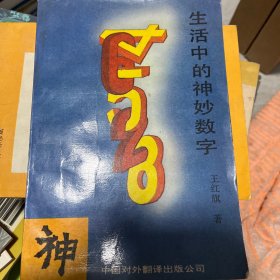 生活中的神妙数字
王红旗 著
神
中国对外翻译出版公司